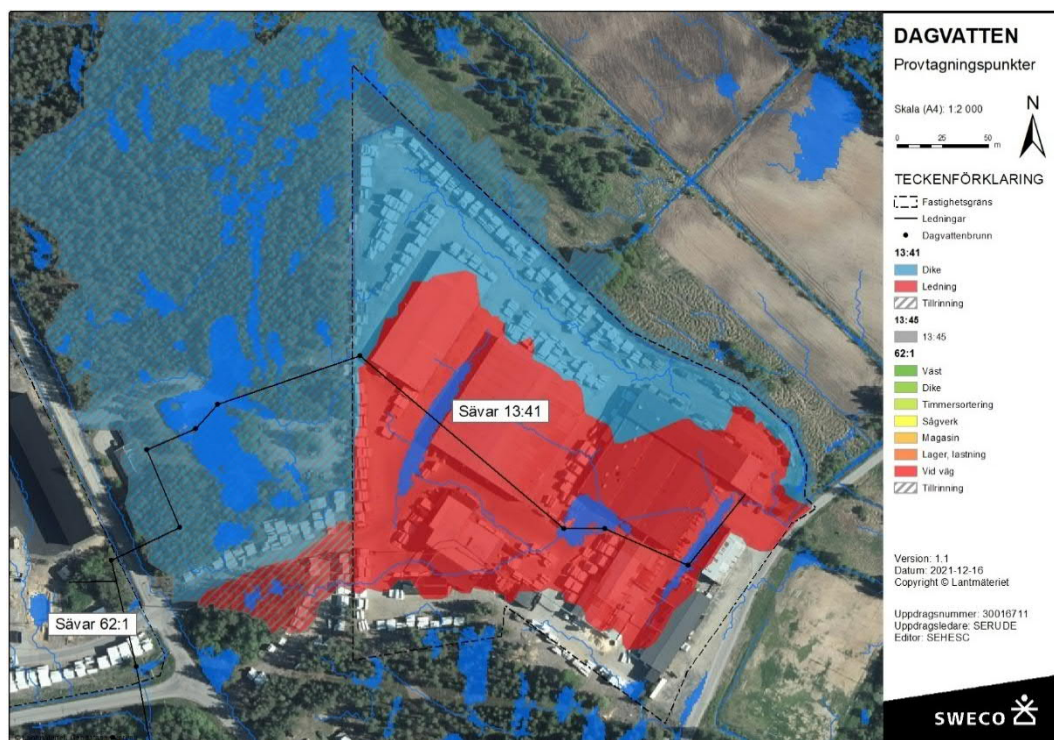 DAGVATTEN
Provtagningspunkter
Skala (A4): 1:2 000
N
0 25 50
m
TECKENFÖRKLARING
Fastighetsgräns
Ledningar
Dagvattenbrunn
13:41
Dike
Ledning
Tillrinning
13:45
13:45
62:1
Väst
Dike
Timmersortering
Sågverk
Magasin
Lager, lastning
Vid väg
Tillrinning
Sävar 13:41
Sävar 62:1
Version: 1.1
Datum: 2021-12-16
Copyright © Lantmäteriet
Uppdragsnummer: 30016711
Uppdragsledare: SERUDE
Editor: SEHESC
SWECO